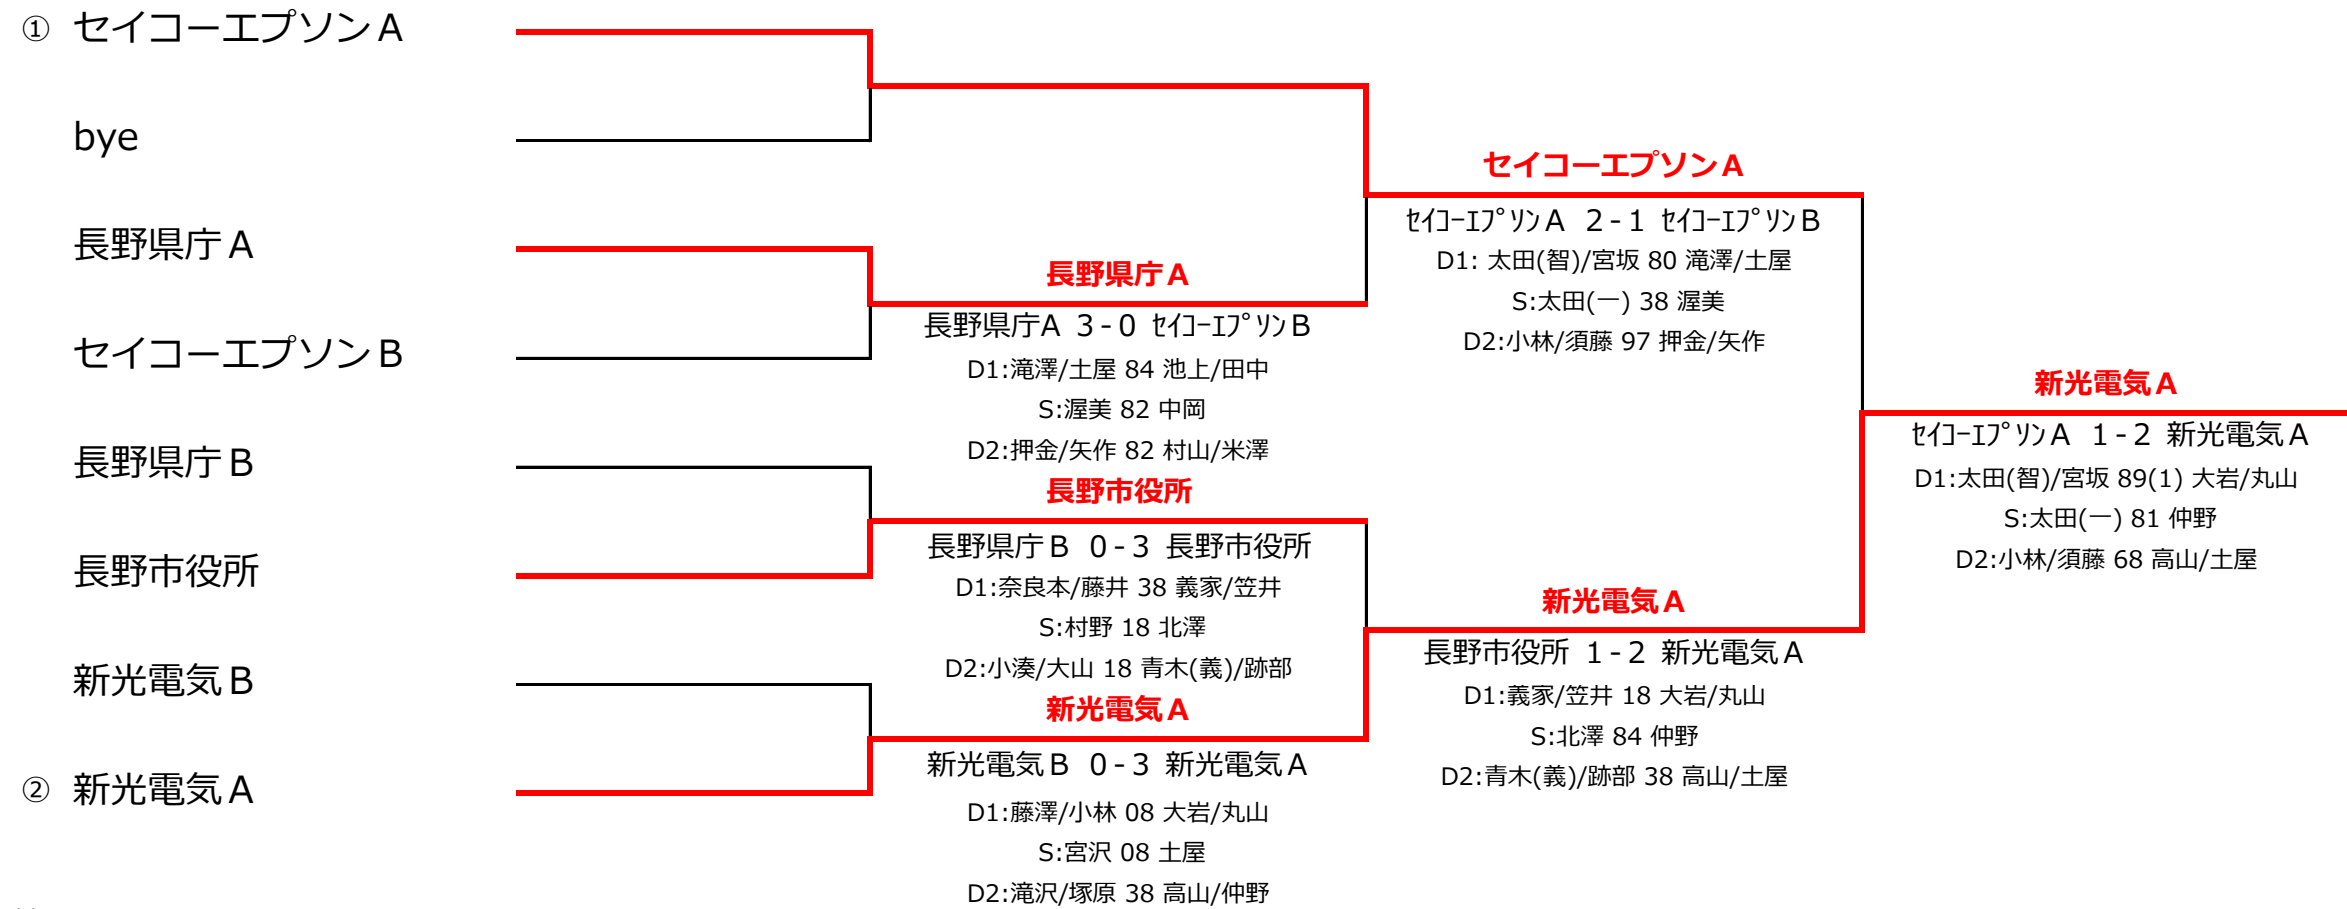 ① セイコーエプソンA
bye
長野県庁A
セイコーエプソンB
長野県庁B
長野市役所
新光電気B
② 新光電気A
長野県庁A
長野県庁A 3-0 ｾｲｺｰｴﾌﾟｿﾝB
D1:滝澤/土屋 84 池上/田中
S:渥美 82 中岡
D2:押金/矢作 82 村山/米澤
長野市役所
長野県庁B 0-3 長野市役所
D1:奈良本/藤井 38 義家/笠井
S:村野 18 北澤
D2:小湊/大山 18 青木(義)/跡部
新光電気A
新光電気B 0-3 新光電気A
D1:藤澤/小林 08 大岩/丸山
S:宮沢 08 土屋
D2:滝沢/塚原 38 高山/仲野
セイコーエプソンA
ｾｲｺｰｴﾌﾟｿﾝA 2-1 ｾｲｺｰｴﾌﾟｿﾝB
D1: 太田(智)/宮坂 80 滝澤/土屋
S:太田(一) 38 渥美
D2:小林/須藤 97 押金/矢作
新光電気A
長野市役所 1-2 新光電気A
D1:義家/笠井 18 大岩/丸山
S:北澤 84 仲野
D2:青木(義)/跡部 38 高山/土屋
新光電気A
ｾｲｺｰｴﾌﾟｿﾝA 1-2 新光電気A
D1:太田(智)/宮坂 89(1) 大岩/丸山
S:太田(一) 81 仲野
D2:小林/須藤 68 高山/土屋